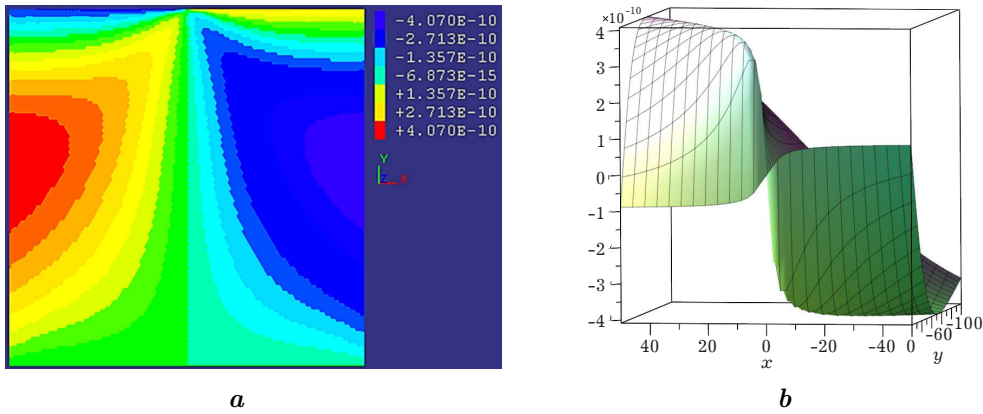 -4.070E-10
-2.713E-10
-1.357E-10
-6.873E-15
+1.357E-10
+2.713E-10
+4.070E-10
Y
Z X
a
×10⁻¹⁰
4
3
2
1
0
-1
-2
-3
-4
40 20 0 -20 -40 0 -60 -100
x y
b